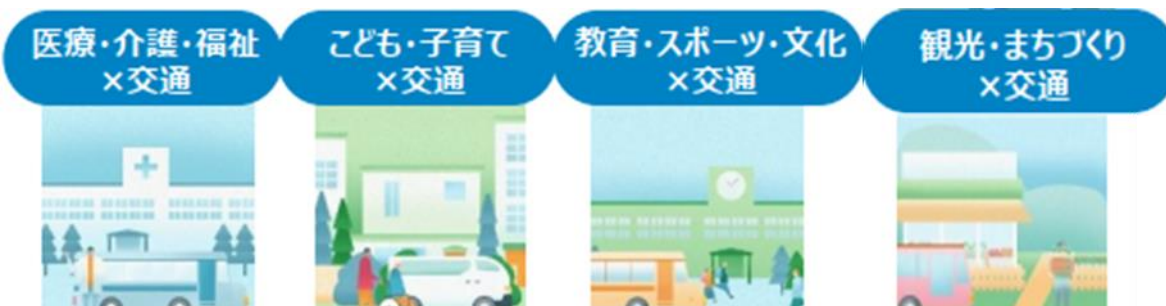 医療・介護・福祉
×交通
こども・子育て
×交通
教育・スポーツ・文化
×交通
観光・まちづくり
×交通